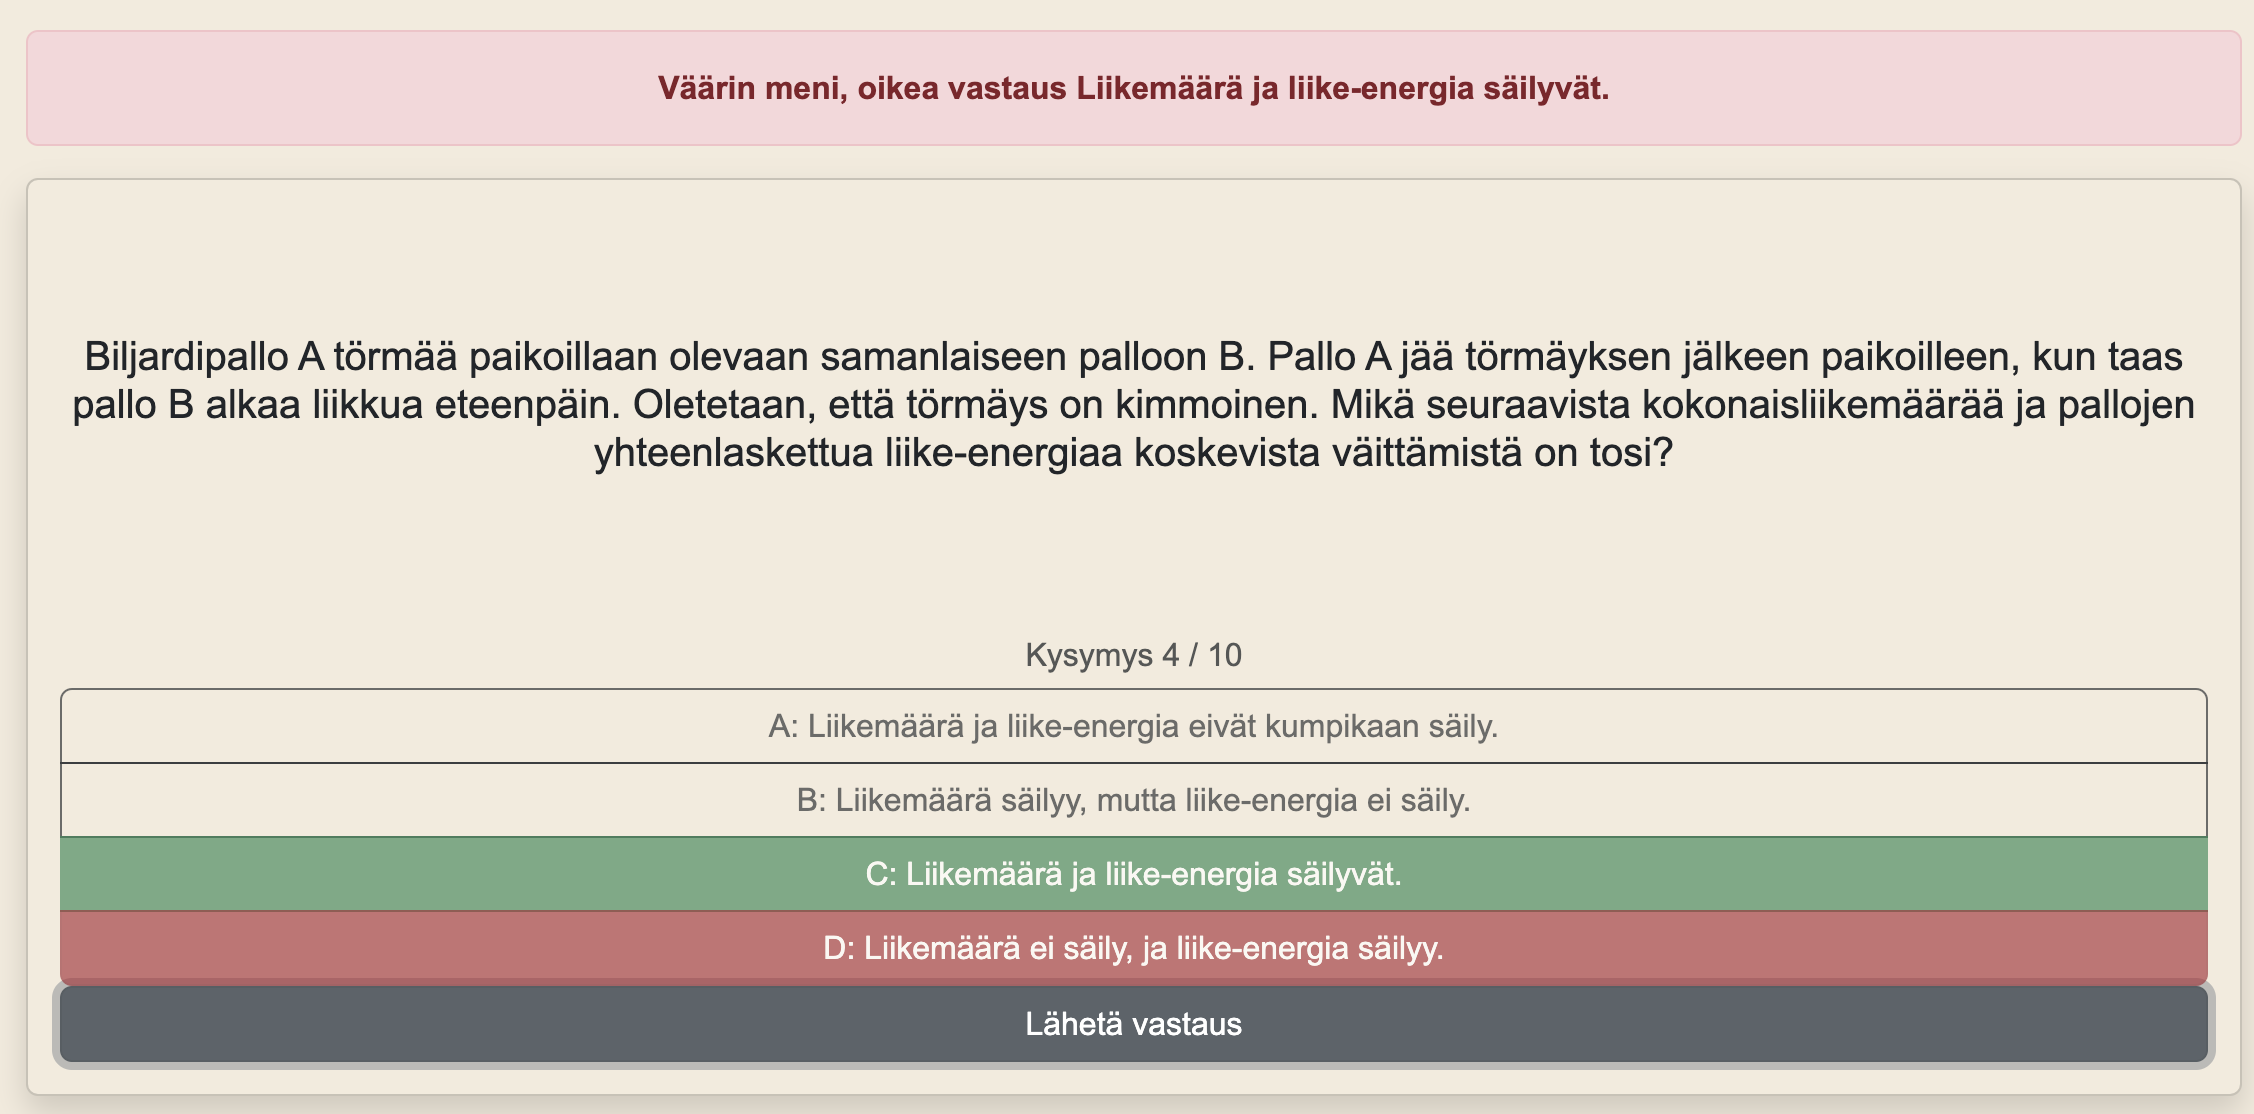 Väärin meni, oikea vastaus Liikemäärä ja liike-energia säilyvät.
Biljardipallo A törmää paikoillaan olevaan samanlaiseen palloon B. Pallo A jää törmäyksen jälkeen paikoilleen, kun taas
pallo B alkaa liikkua eteenpäin. Oletetaan, että törmäys on kimmoinen. Mikä seuraavista kokonaisliikemäärää ja pallojen
yhteenlaskettua liike-energiaa koskevista väittämistä on tosi?
Kysymys 4 / 10
A: Liikemäärä ja liike-energia eivät kumpikaan säily.
B: Liikemäärä säilyy, mutta liike-energia ei säily.
C: Liikemäärä ja liike-energia säilyvät.
D: Liikemäärä ei säily, ja liike-energia säilyy.
Lähetä vastaus